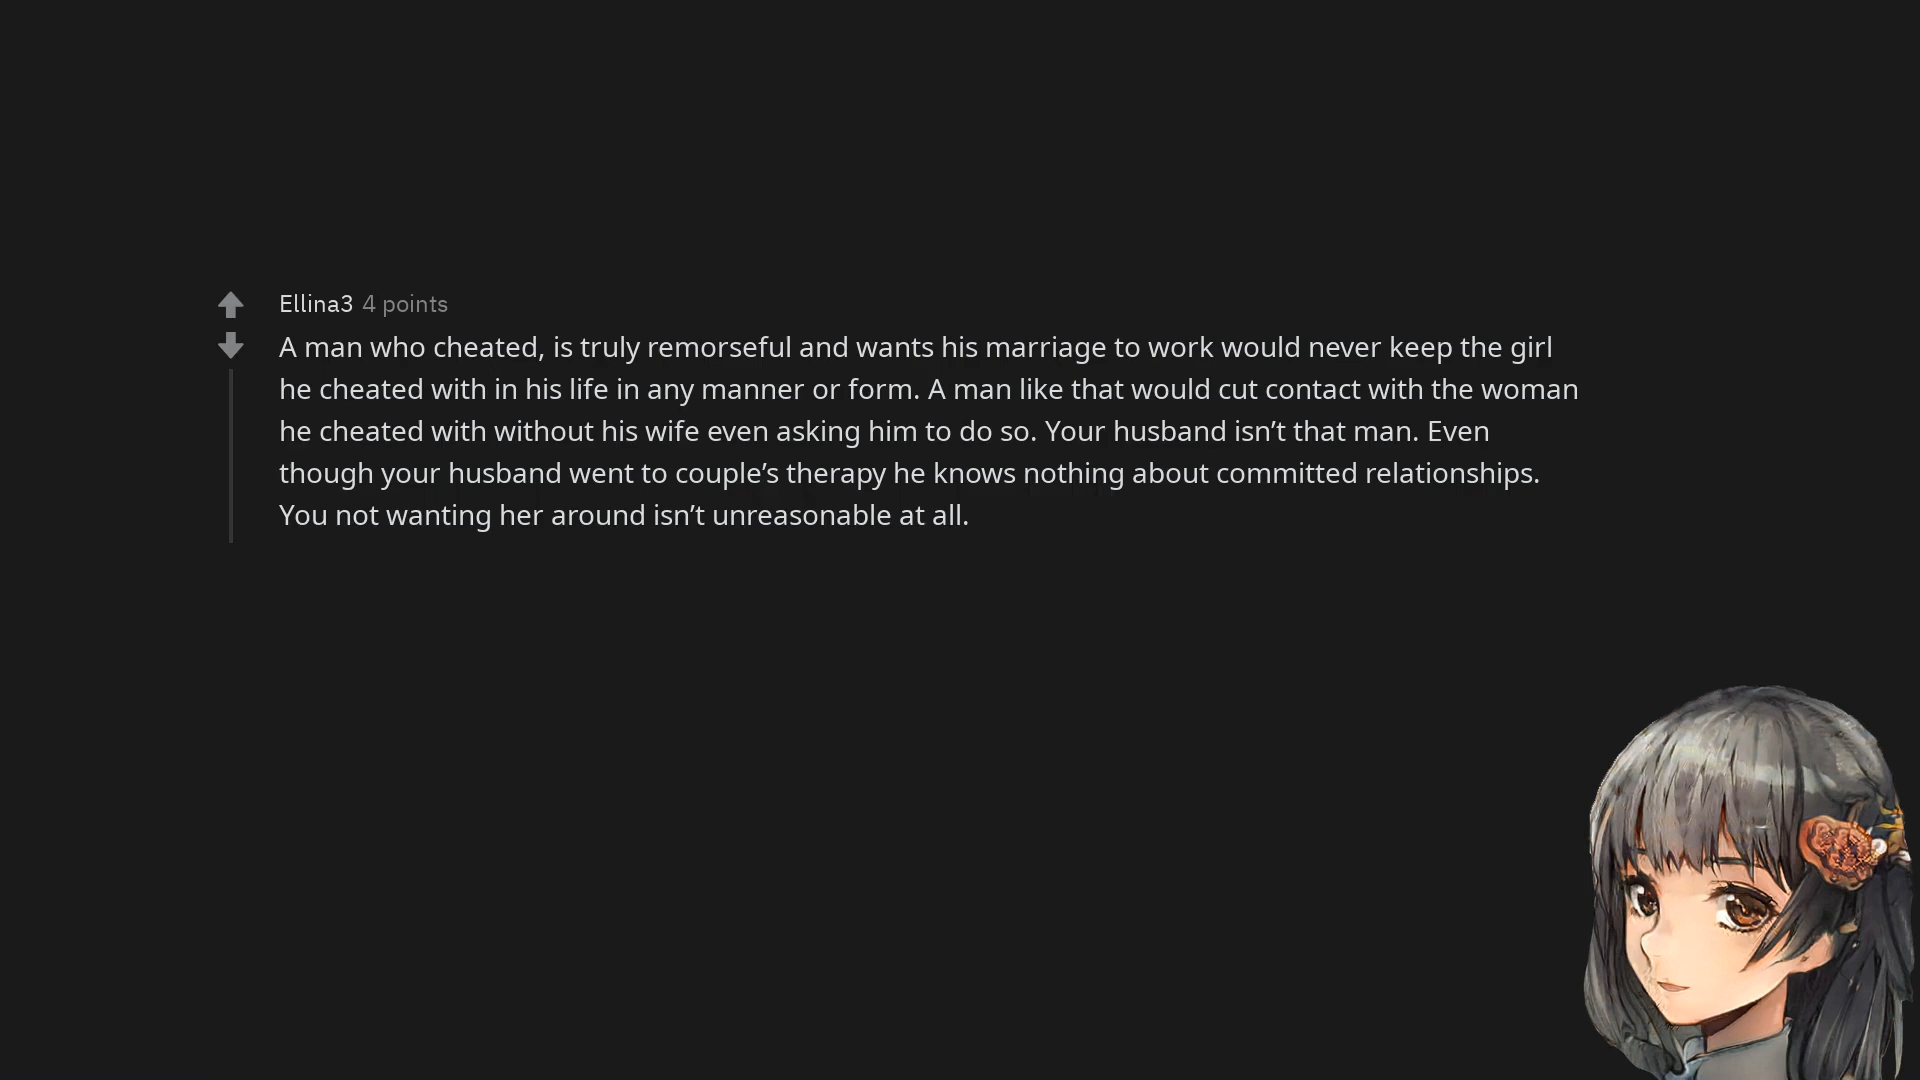 Ellina3 4 points
A man who cheated, is truly remorseful and wants his marriage to work would never keep the girl
he cheated with in his life in any manner or form. A man like that would cut contact with the woman
he cheated with without his wife even asking him to do so. Your husband isn’t that man. Even
though your husband went to couple’s therapy he knows nothing about committed relationships.
You not wanting her around isn’t unreasonable at all.